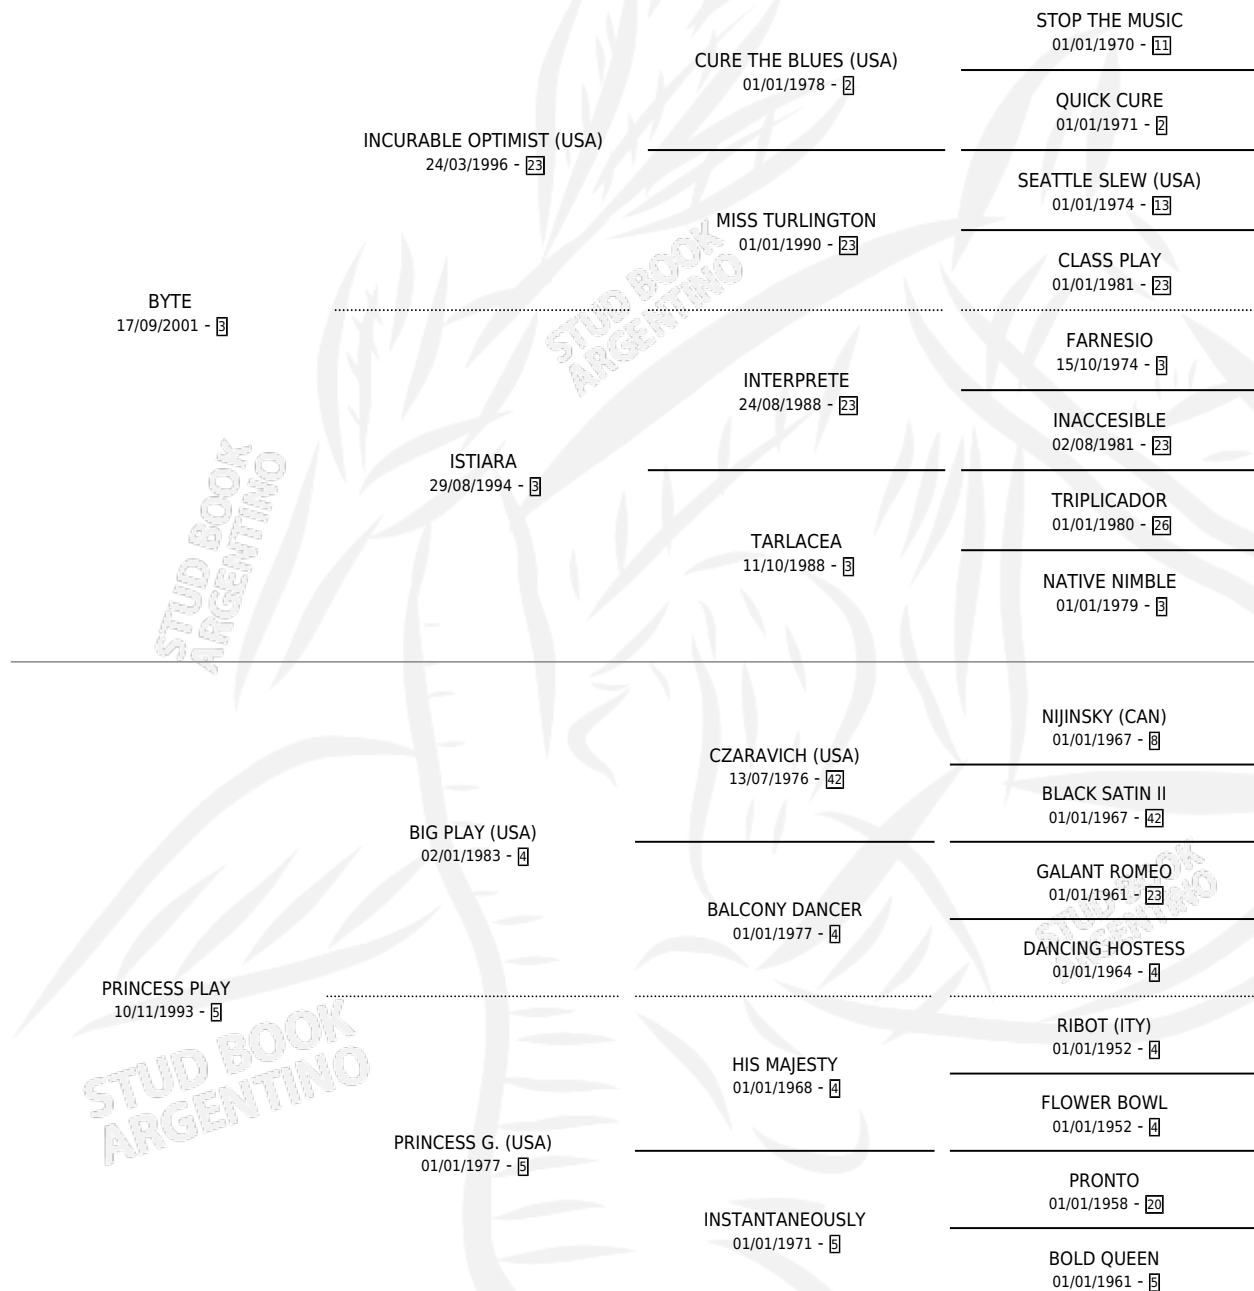 STOP THE MUSIC
01/01/1970 - 11
CURE THE BLUES (USA)
01/01/1978 - 2
QUICK CURE
01/01/1971 - 2
INCURABLE OPTIMIST (USA)
24/03/1996 - 23
SEATTLE SLEW (USA)
01/01/1974 - 13
MISS TURLINGTON
01/01/1990 - 23
CLASS PLAY
01/01/1981 - 23
BYTE
17/09/2001 - 3
STUD BOOK
ARGENTINO
FARNESIO
15/10/1974 - 3
INTERPRETE
24/08/1988 - 23
INACCESIBLE
02/08/1981 - 23
ISTIARA
29/08/1994 - 3
TRIPLICADOR
01/01/1980 - 26
TARLACEA
11/10/1988 - 3
NATIVE NIMBLE
01/01/1979 - 3
STUD BOOK
ARGENTINO
NIJINSKY (CAN)
01/01/1967 - 8
CZARAVICH (USA)
13/07/1976 - 42
BLACK SATIN II
01/01/1967 - 42
BIG PLAY (USA)
02/01/1983 - 4
GALANT ROMEO
01/01/1961 - 23
BALCONY DANCER
01/01/1977 - 4
STUD BOOK
ARGENTINO
DANCING HOSTESS
01/01/1964 - 4
PRINCESS PLAY
10/11/1993 - 5
RIBOT (ITY)
01/01/1952 - 4
STUD BOOK
ARGENTINO
HIS MAJESTY
01/01/1968 - 4
FLOWER BOWL
01/01/1952 - 4
PRINCESS G. (USA)
01/01/1977 - 5
PRONTO
01/01/1958 - 20
INSTANTANEOUSLY
01/01/1971 - 5
BOLD QUEEN
01/01/1961 - 5